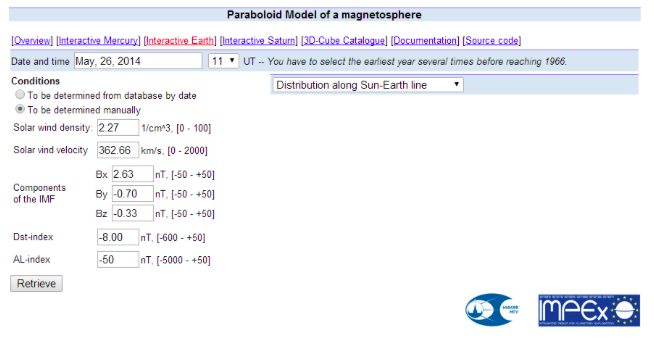 Paraboloid Model of a magnetosphere
[Overview] [Interactive Mercury] [Interactive Earth] [Interactive Saturn] [3D-Cube Catalogue] [Documentation] [Source code]
Date and time May, 26, 2014 11 UT -- You have to select the earliest year several times before reaching 1966.
Conditions
Distribution along Sun-Earth line
To be determined from database by date
To be determined manually
Solar wind density: 2.27 1/cm^3, [0 - 100]
Solar vind velocity 362.66 km/s, [0 - 2000]
Bx 2.63 nT, [-50 - +50]
Components
of the IMF
By -0.70 nT, [-50 - +50]
Bz -0.33 nT, [-50 - +50]
Dst-index -8.00 nT, [-600 - +50]
AL-index -50 nT, [-5000 - +50]
Retrieve
IMPEx